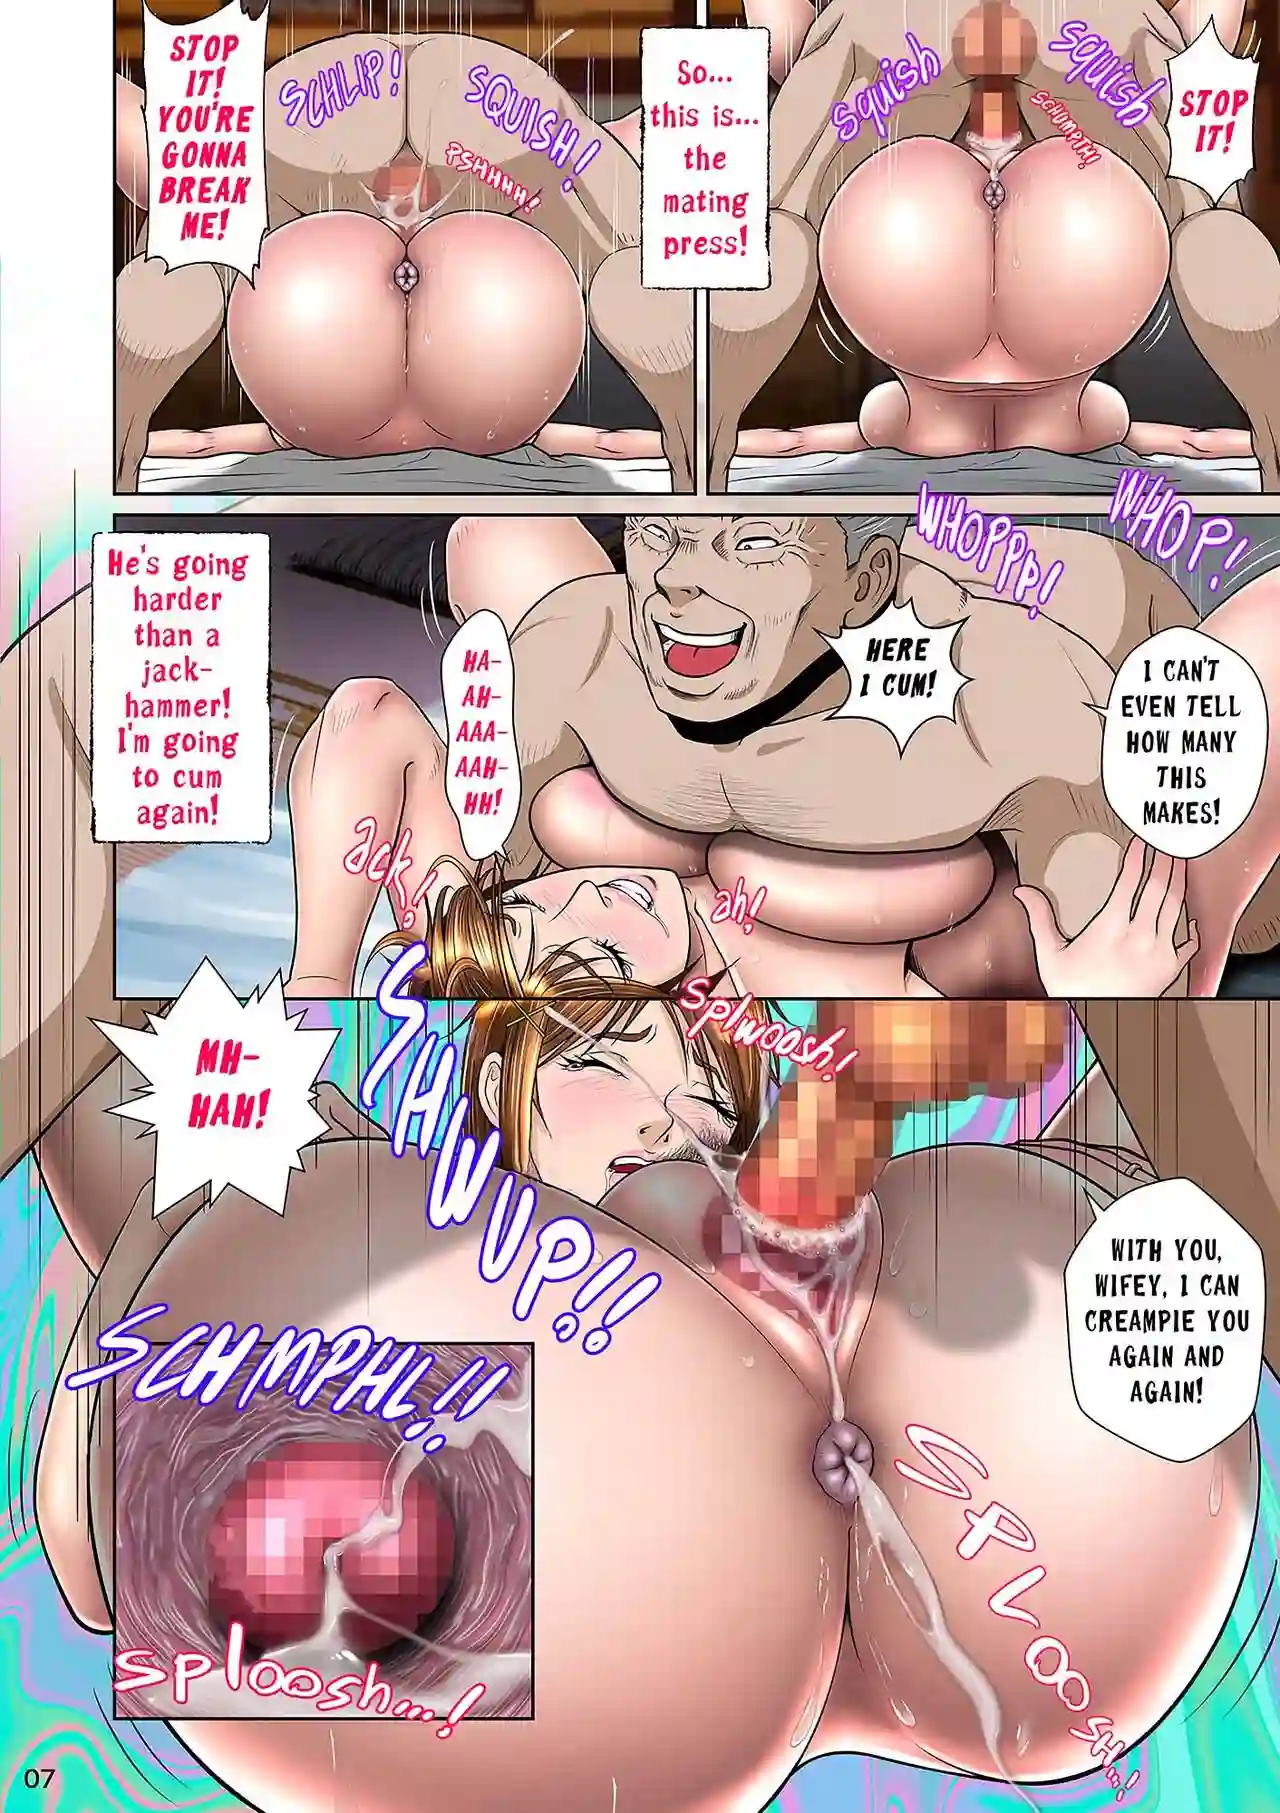 STOP
IT!
squish
SCHUMPTH!
squish
So...
this is...
the
mating
press!
SQUISH!
PSHHHH!
SCHLIP!
STOP
IT!
YOU'RE
GONNA
BREAK
ME!
WHOP!
WHOPPP!
I CAN'T
EVEN TELL
HOW MANY
THIS
MAKES!
HERE
I CUM!
HA-
AH-
AAA-
AAH-
HH!
He's going
harder
than a
jack-
hammer!
I'm going
to cum
again!
ah!
ack!
splwoosh!
SHWUP!!
MH-
HAH!
WITH YOU,
WIFEY, I CAN
CREAMPIE YOU
AGAIN AND
AGAIN!
SCHMPHL!!
SPLOOSH..!
sploosh...!
07